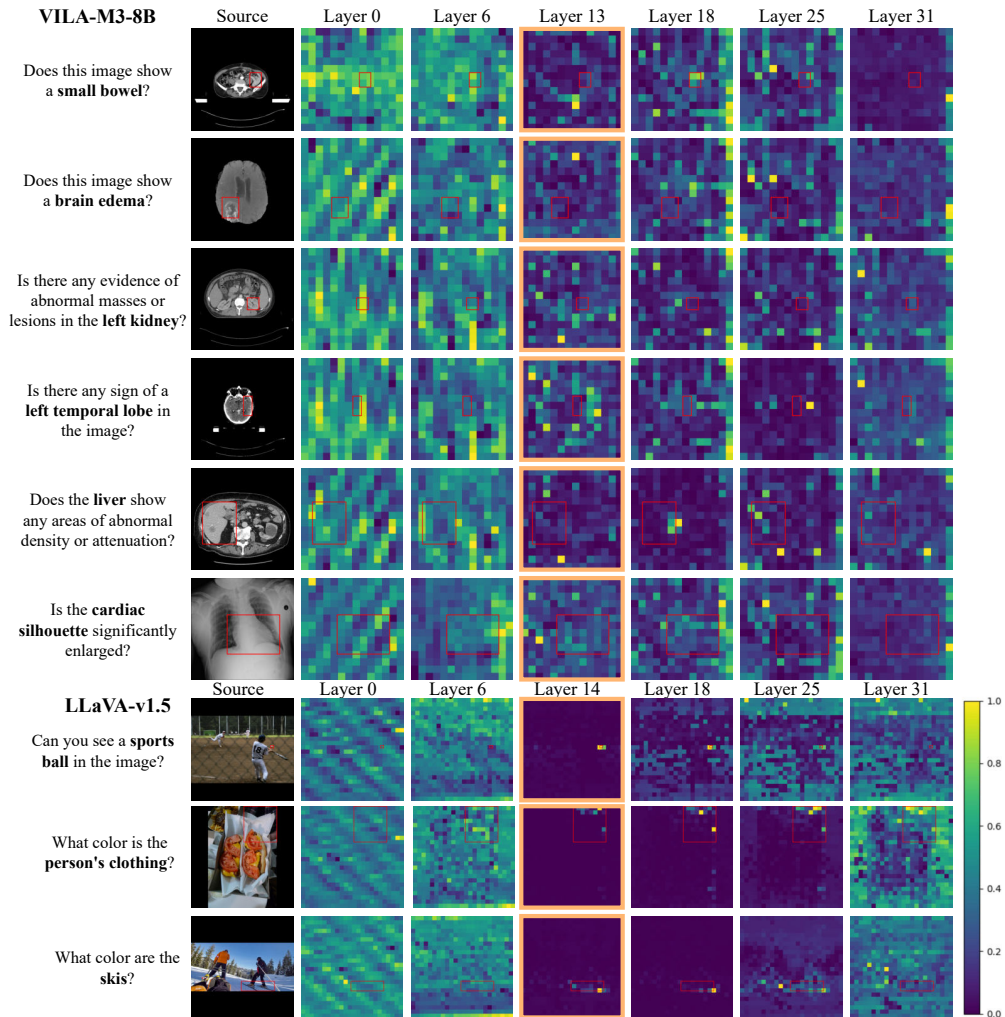 VILA-M3-8B Source Layer 0 Layer 6 Layer 13 Layer 18 Layer 25 Layer 31
Does this image show
a small bowel?
Does this image show
a brain edema?
Is there any evidence of
abnormal masses or
lesions in the left kidney?
Is there any sign of a
left temporal lobe in
the image?
Does the liver show
any areas of abnormal
density or attenuation?
Is the cardiac
silhouette significantly
enlarged?
LLaVA-v1.5 Source Layer 0 Layer 6 Layer 14 Layer 18 Layer 25 Layer 31
Can you see a sports
ball in the image?
What color is the
person's clothing?
What color are the
skis?
1.0
0.8
0.6
0.4
0.2
0.0